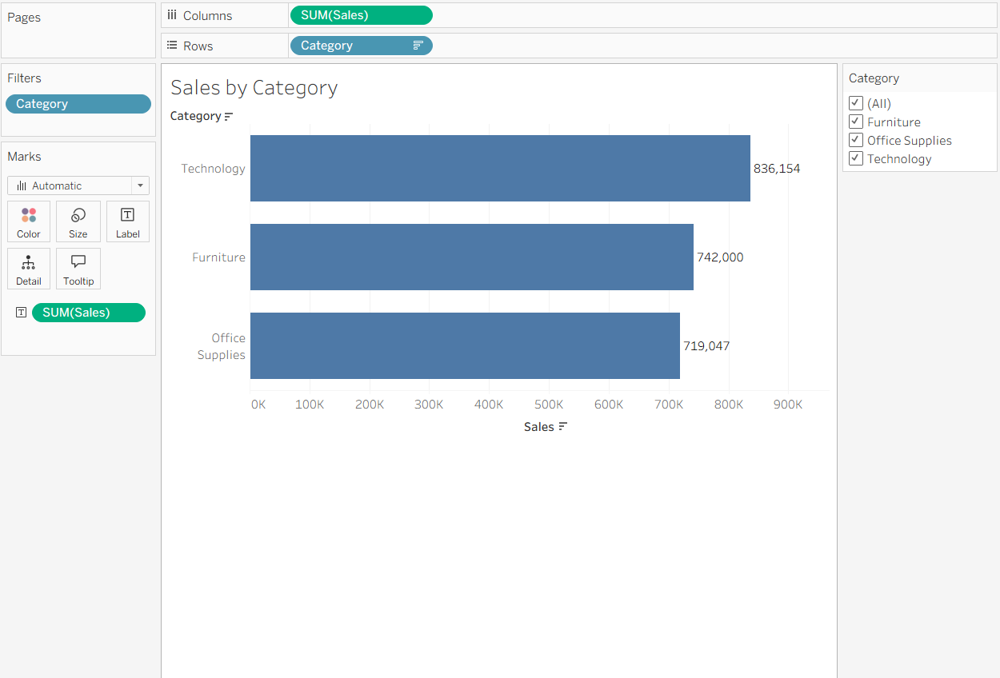 Pages
Columns
SUM(Sales)
Rows
Category
Filters
Category
Marks
Automatic
Color
Size
Label
Detail
Tooltip
SUM(Sales)
Sales by Category
Category
Technology
836,154
Furniture
742,000
Office
Supplies
719,047
0K 100K 200K 300K 400K 500K 600K 700K 800K 900K
Sales
Category
(All)
Furniture
Office Supplies
Technology